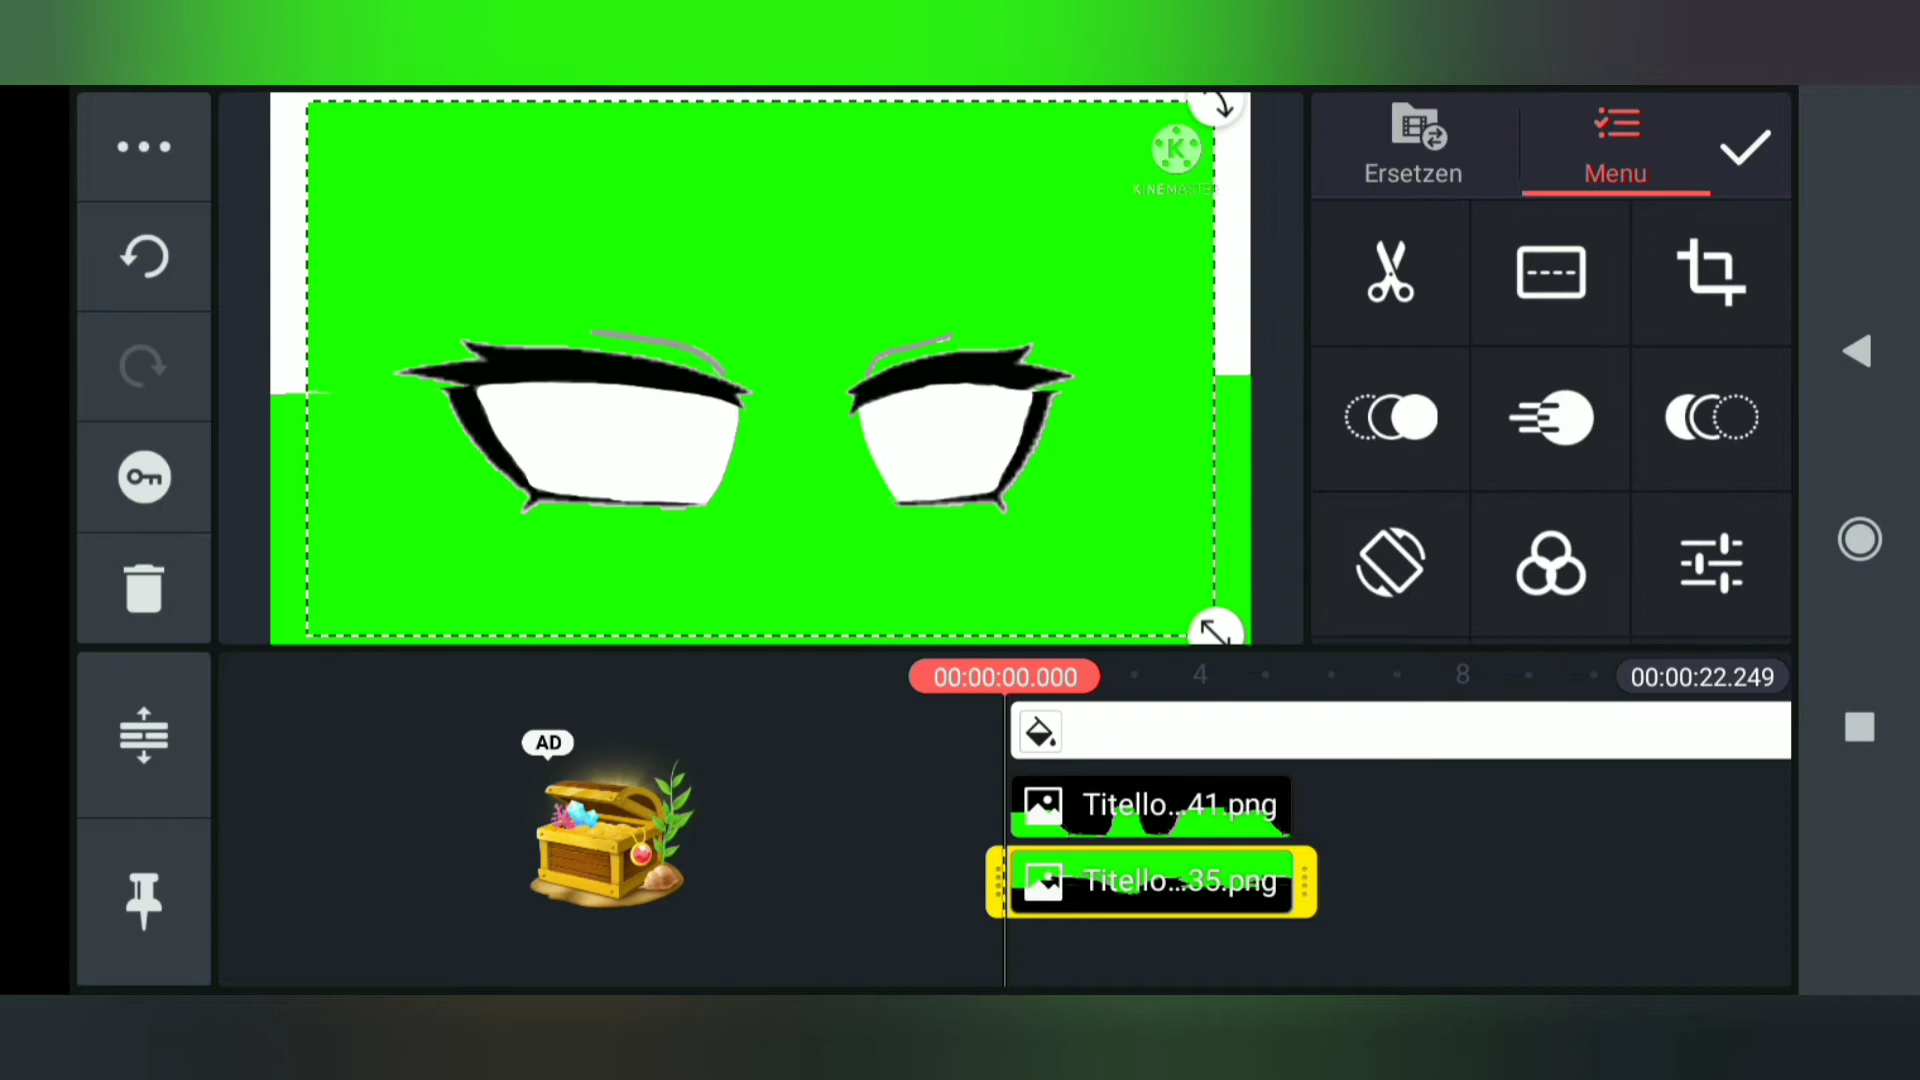 KINEMASTER
Ersetzen
Menu
00:00:00.000
4
8
00:00:22.249
AD
Titello...41.png
Titello...35.png